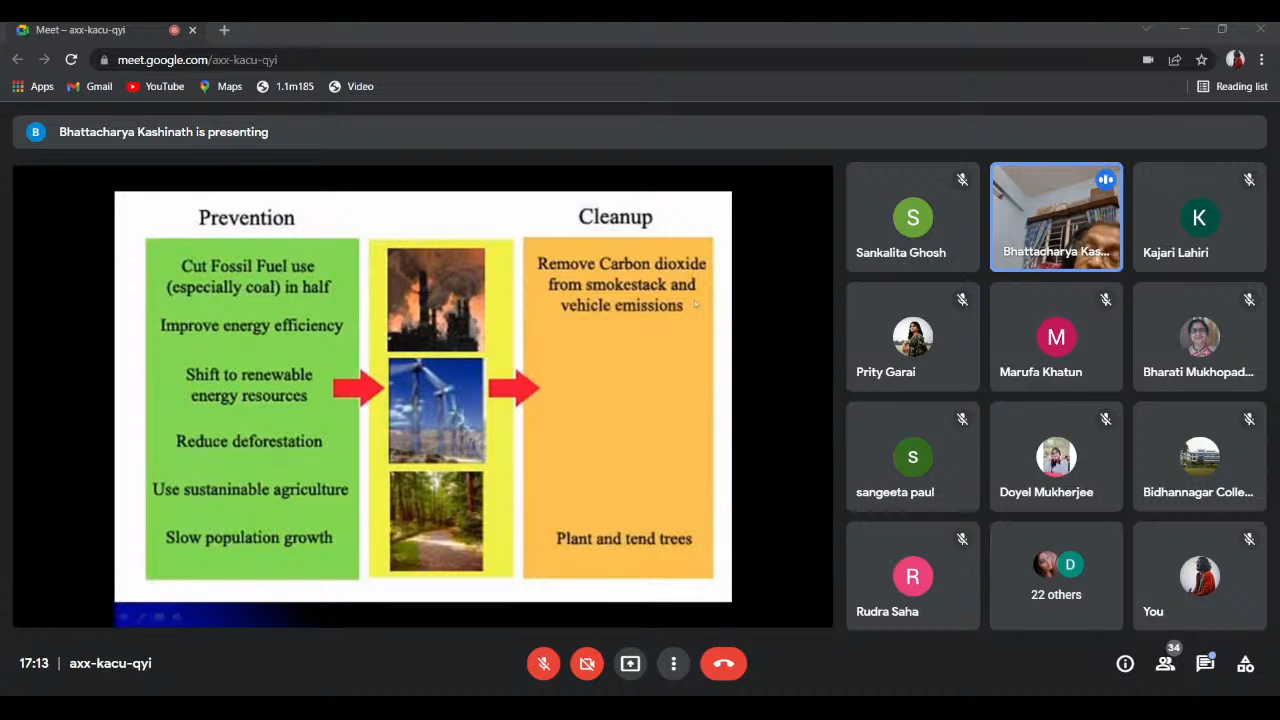 Meet – axx-kacu-qyi
meet.google.com/axx-kacu-qyi
Apps Gmail YouTube Maps 1.1m185 Video Reading list
B Bhattacharya Kashinath is presenting
Prevention
Cut Fossil Fuel use
(especially coal) in half
Improve energy efficiency
Shift to renewable
energy resources
Reduce deforestation
Use sustaninable agriculture
Slow population growth
Cleanup
Remove Carbon dioxide
from smokestack and
vehicle emissions
Plant and tend trees
S
Sankalita Ghosh
Bhattacharya Kas...
K
Kajari Lahiri
Prity Garai
M
Marufa Khatun
Bharati Mukhopad...
s
sangeeta paul
Doyel Mukherjee
Bidhannagar Colle...
R
Rudra Saha
D
22 others
You
17:13 | axx-kacu-qyi
34